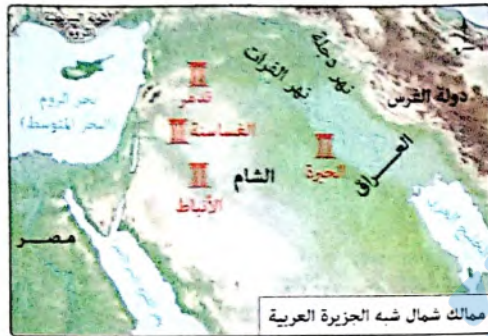 نهر دجلة
نهر الفرات
دولة الفرس
تدمر
بحر الروم
(البحر المتوسط)
الغساسنة
الحيرة
العراق
الشام
الأنباط
مصر
ممالك شمال شبه الجزيرة العربية